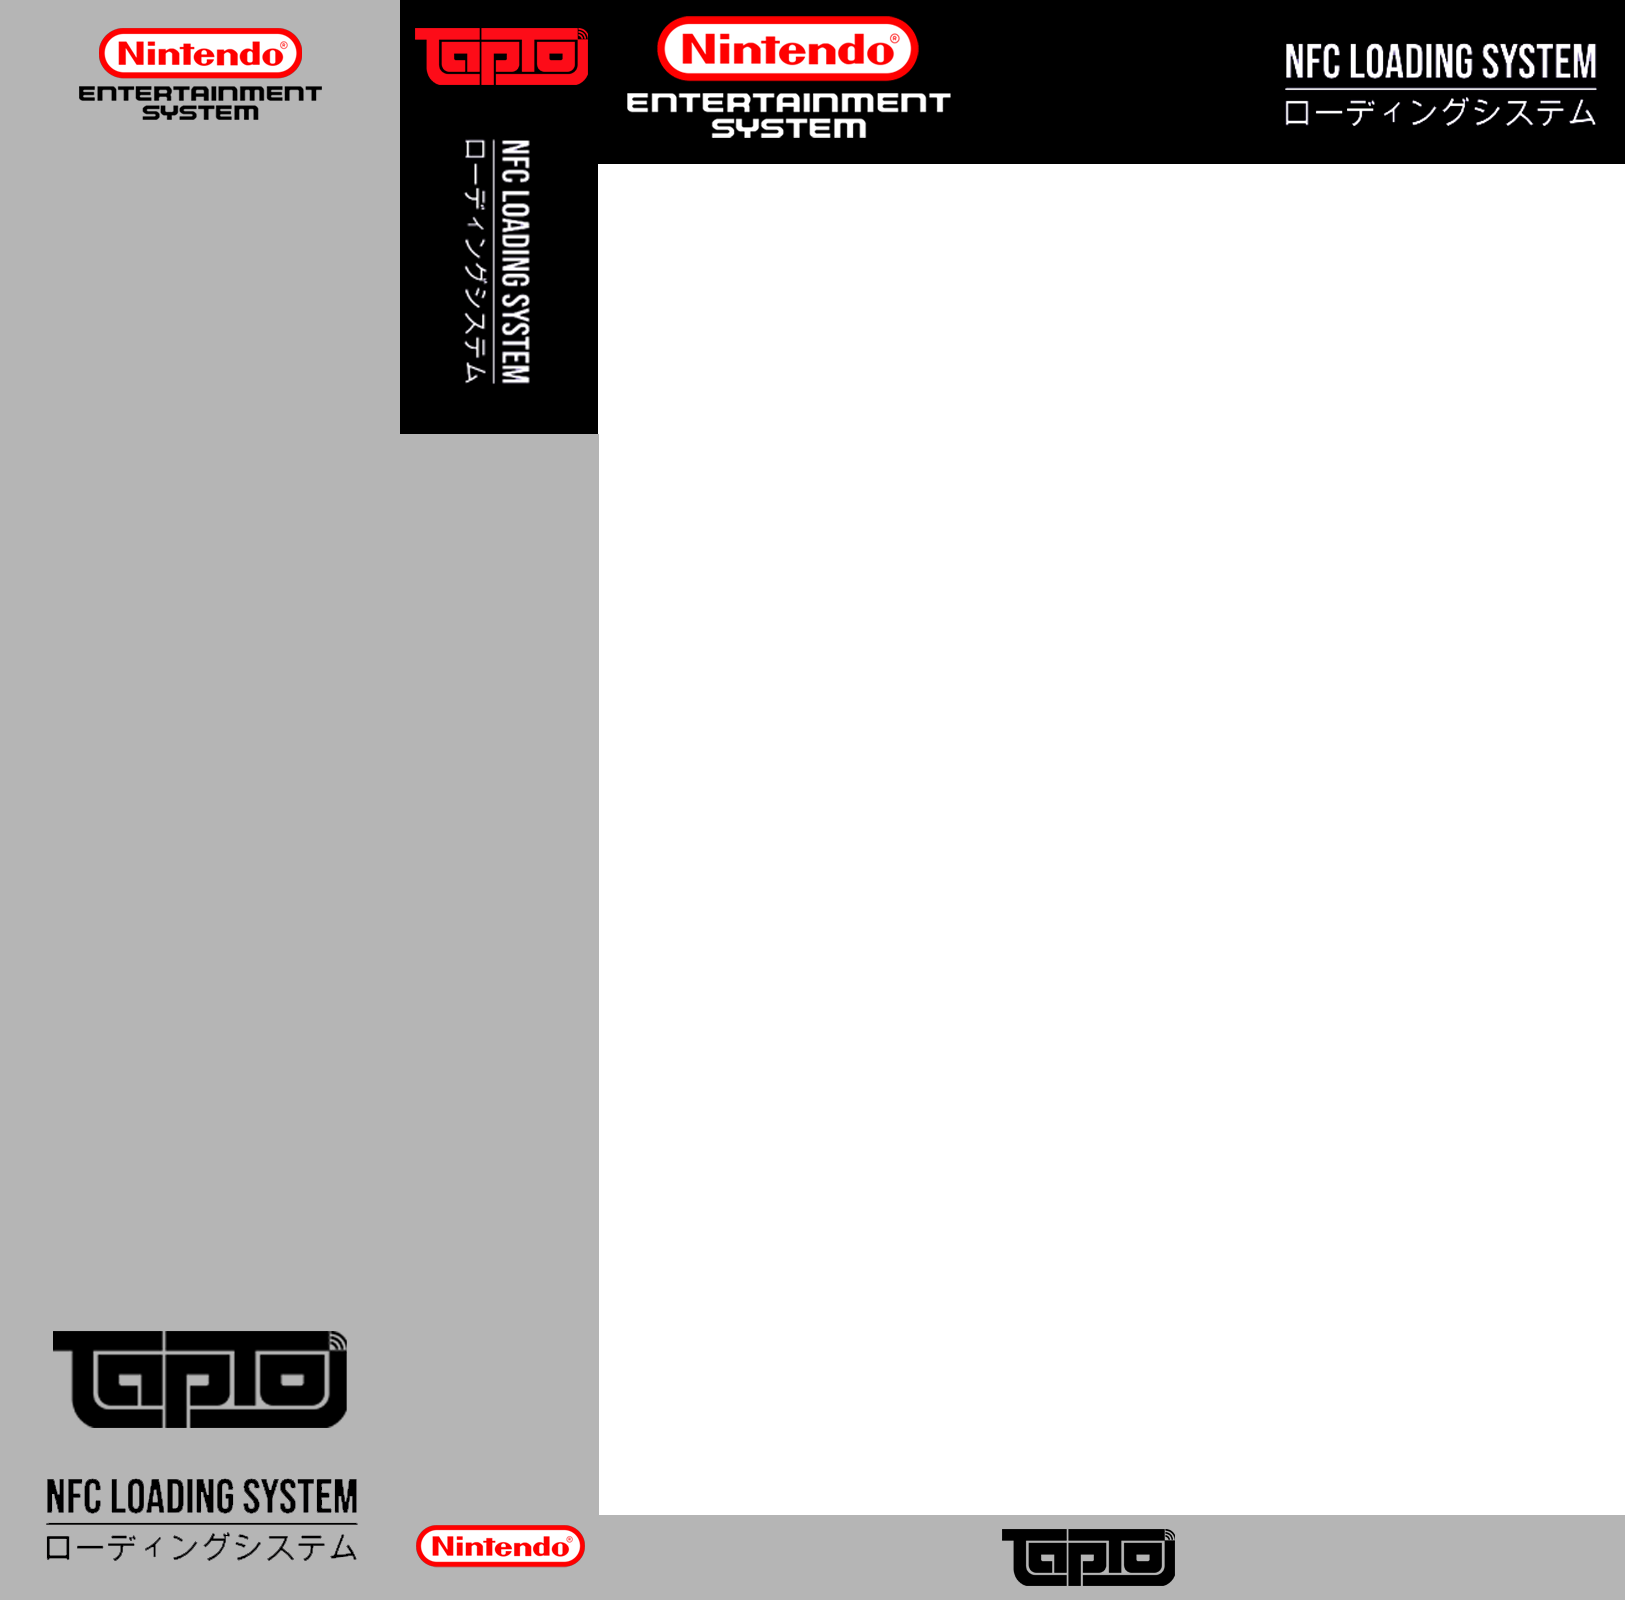 Nintendo®
ENTERTAINMENT
SYSTEM
TapTo
NFC LOADING SYSTEM
ローディングシステム
TapTo
NFC LOADING SYSTEM
ローディングシステム
Nintendo®
Nintendo®
ENTERTAINMENT
SYSTEM
NFC LOADING SYSTEM
ローディングシステム
TapTo